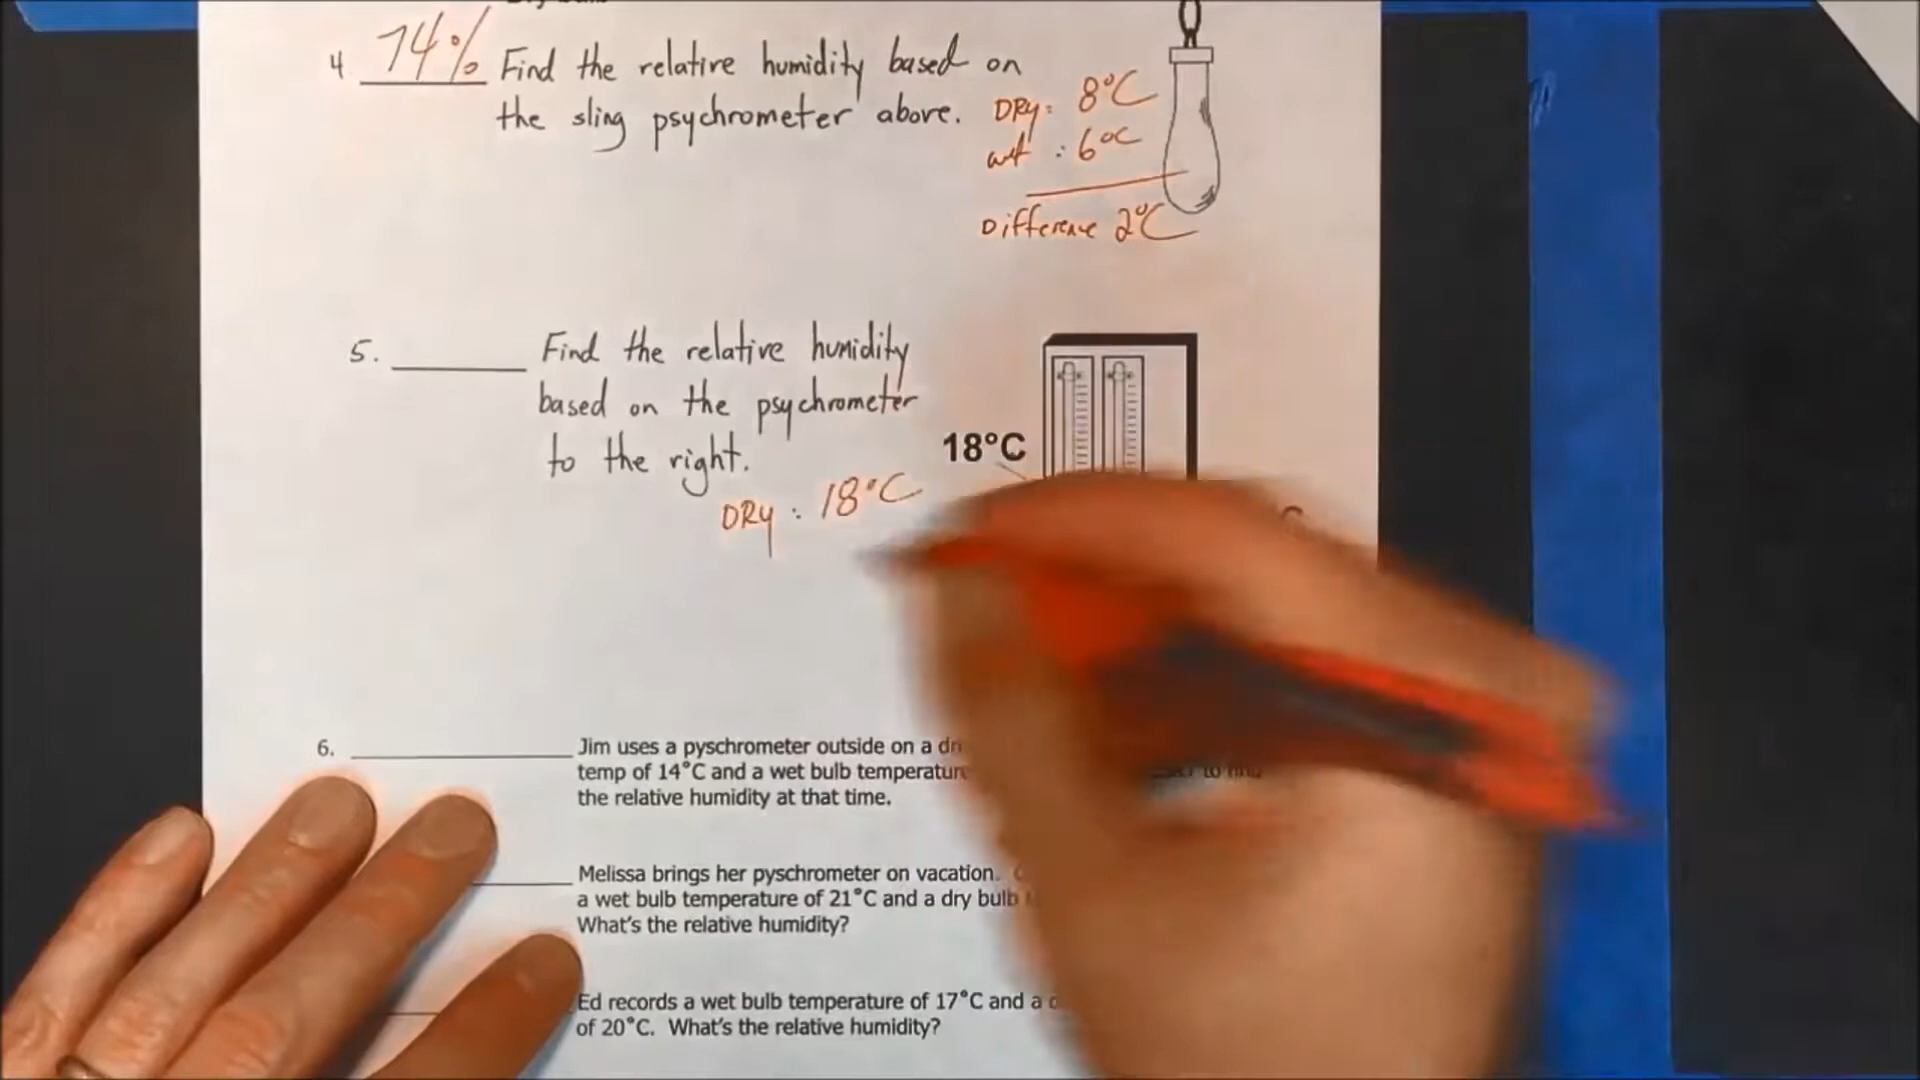 4 74% Find the relative humidity based on
the sling psychrometer above.
DRy: 8°C
wet : 6°C
Difference 2°C
5. Find the relative humidity
based on the psychrometer
to the right.
18°C
DRy : 18°C
6. Jim uses a pyschrometer outside on a
temp of 14°C and a wet bulb temperature
the relative humidity at that time.
Melissa brings her pyschrometer on vacation.
a wet bulb temperature of 21°C and a dry bulb
What's the relative humidity?
Ed records a wet bulb temperature of 17°C and a
of 20°C. What's the relative humidity?